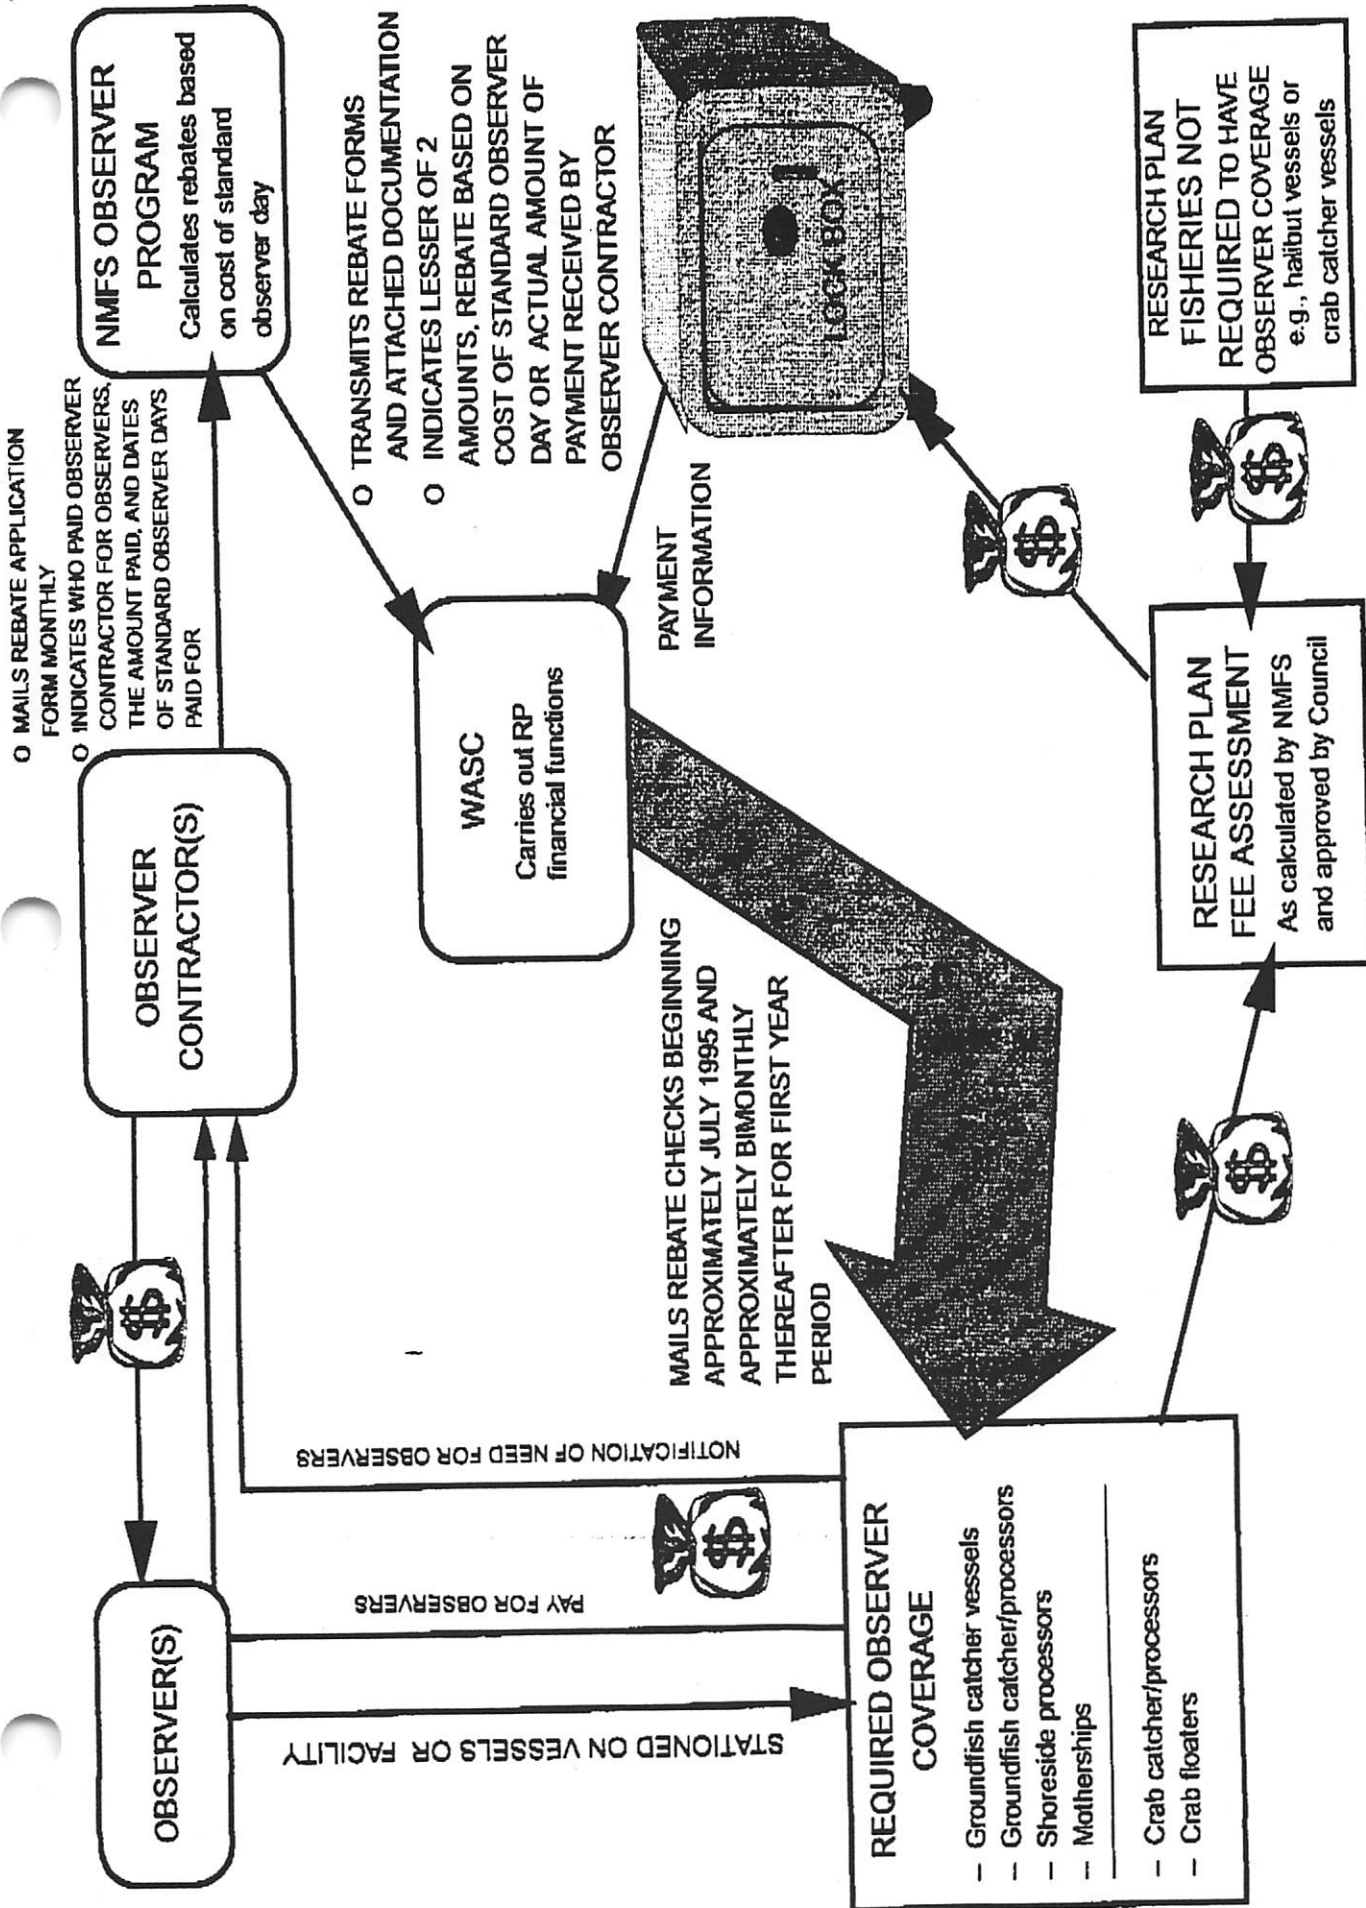 OBSERVER(S)
OBSERVER
CONTRACTOR(S)
O MAILS REBATE APPLICATION
FORM MONTHLY
O INDICATES WHO PAID OBSERVER
CONTRACTOR FOR OBSERVERS,
THE AMOUNT PAID, AND DATES
OF STANDARD OBSERVER DAYS
PAID FOR
NMFS OBSERVER
PROGRAM
Calculates rebates based
on cost of standard
observer day
STATIONED ON VESSELS OR FACILITY
PAY FOR OBSERVERS
NOTIFICATION OF NEED FOR OBSERVERS
$
$
WASC
Carries out RP
financial functions
O TRANSMITS REBATE FORMS
AND ATTACHED DOCUMENTATION
O INDICATES LESSER OF 2
AMOUNTS, REBATE BASED ON
COST OF STANDARD OBSERVER
DAY OR ACTUAL AMOUNT OF
PAYMENT RECEIVED BY
OBSERVER CONTRACTOR
MAILS REBATE CHECKS BEGINNING
APPROXIMATELY JULY 1995 AND
APPROXIMATELY BIMONTHLY
THEREAFTER FOR FIRST YEAR
PERIOD
PAYMENT
INFORMATION
LOCK BOX
REQUIRED OBSERVER
COVERAGE
-- Groundfish catcher vessels
-- Groundfish catcher/processors
-- Shoreside processors
-- Motherships
-- Crab catcher/processors
-- Crab floaters
$
$
$
RESEARCH PLAN
FEE ASSESSMENT
As calculated by NMFS
and approved by Council
RESEARCH PLAN
FISHERIES NOT
REQUIRED TO HAVE
OBSERVER COVERAGE
e.g., halibut vessels or
crab catcher vessels